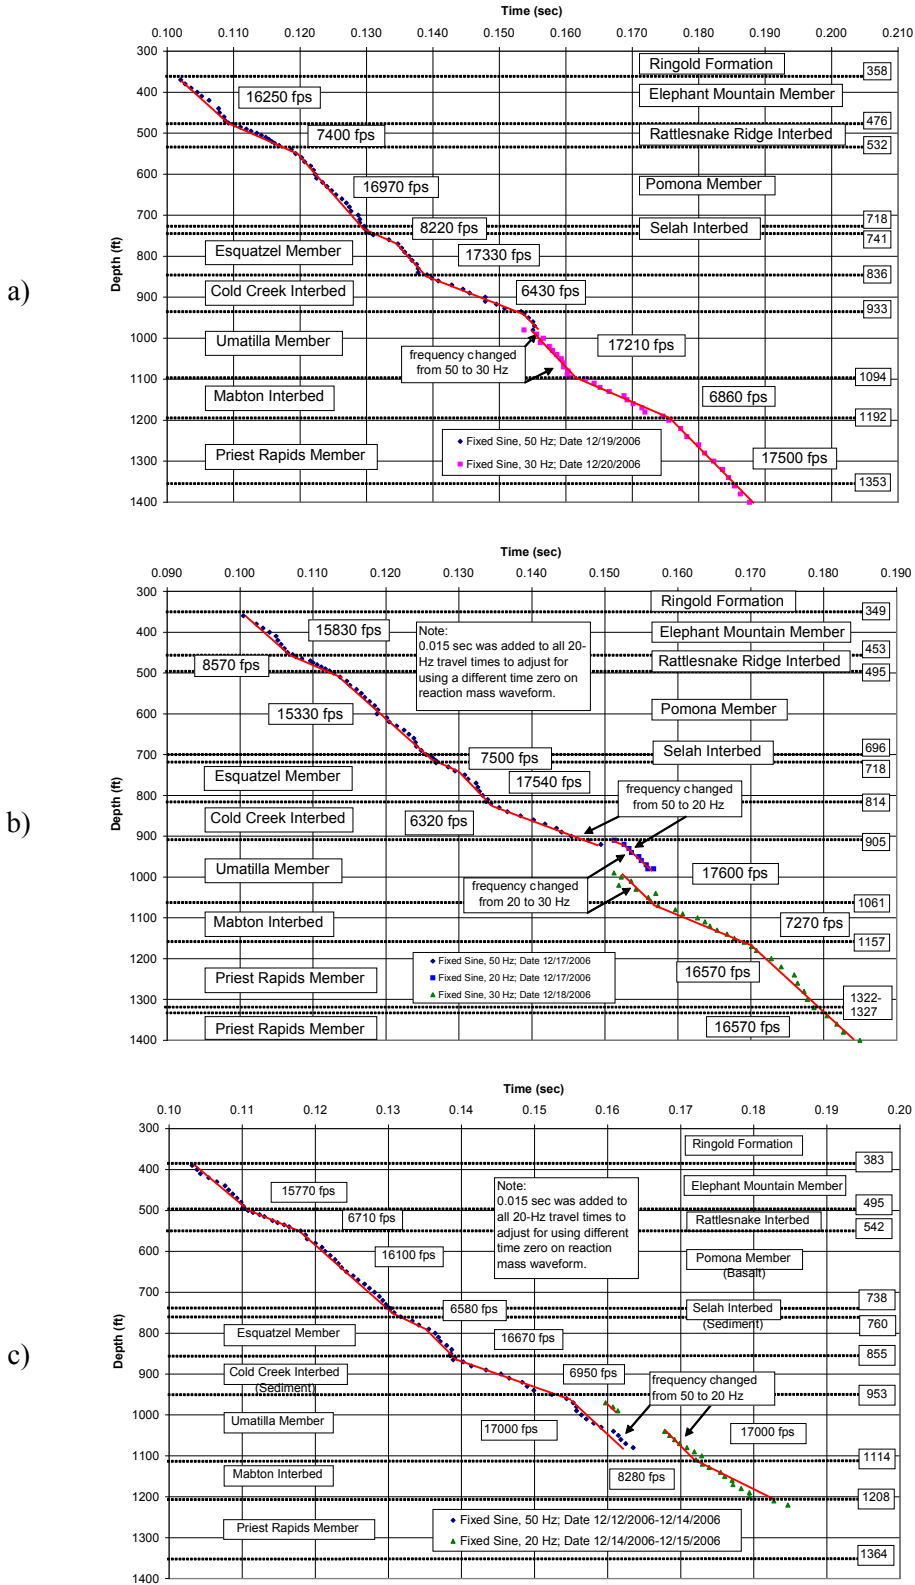 a)
Time (sec)
0.100 0.110 0.120 0.130 0.140 0.150 0.160 0.170 0.180 0.190 0.200 0.210
Depth (ft)
300
400
500
600
700
800
900
1000
1100
1200
1300
1400
Ringold Formation
358
Elephant Mountain Member
16250 fps
476
7400 fps
Rattlesnake Ridge Interbed
532
16970 fps
Pomona Member
718
8220 fps
Selah Interbed
741
Esquatzel Member
17330 fps
836
Cold Creek Interbed
6430 fps
933
Umatilla Member
frequency changed
from 50 to 30 Hz
17210 fps
1094
Mabton Interbed
6860 fps
1192
Fixed Sine, 50 Hz; Date 12/19/2006
Fixed Sine, 30 Hz; Date 12/20/2006
Priest Rapids Member
17500 fps
1353
b)
Time (sec)
0.090 0.100 0.110 0.120 0.130 0.140 0.150 0.160 0.170 0.180 0.190
Depth (ft)
300
400
500
600
700
800
900
1000
1100
1200
1300
1400
Ringold Formation
349
15830 fps
Note:
0.015 sec was added to all 20-
Hz travel times to adjust for
using a different time zero on
reaction mass waveform.
Elephant Mountain Member
453
8570 fps
Rattlesnake Ridge Interbed
495
15330 fps
Pomona Member
696
7500 fps
Selah Interbed
718
Esquatzel Member
17540 fps
frequency changed
from 50 to 20 Hz
814
Cold Creek Interbed
6320 fps
905
Umatilla Member
17600 fps
frequency changed
from 20 to 30 Hz
1061
Mabton Interbed
7270 fps
1157
Fixed Sine, 50 Hz; Date 12/17/2006
Fixed Sine, 20 Hz; Date 12/17/2006
Fixed Sine, 30 Hz; Date 12/18/2006
Priest Rapids Member
16570 fps
1322-
1327
Priest Rapids Member
16570 fps
c)
Time (sec)
0.10 0.11 0.12 0.13 0.14 0.15 0.16 0.17 0.18 0.19 0.20
Depth (ft)
300
400
500
600
700
800
900
1000
1100
1200
1300
1400
Ringold Formation
383
15770 fps
Note:
0.015 sec was added to
all 20-Hz travel times to
adjust for using different
time zero on reaction
mass waveform.
Elephant Mountain Member
495
6710 fps
Rattlesnake Interbed
542
16100 fps
Pomona Member
(Basalt)
738
6580 fps
Selah Interbed
(Sediment)
760
Esquatzel Member
16670 fps
855
Cold Creek Interbed
(Sediment)
6950 fps
frequency changed
from 50 to 20 Hz
953
Umatilla Member
17000 fps
17000 fps
1114
Mabton Interbed
8280 fps
1208
Fixed Sine, 50 Hz; Date 12/12/2006-12/14/2006
Fixed Sine, 20 Hz; Date 12/14/2006-12/15/2006
Priest Rapids Member
1364